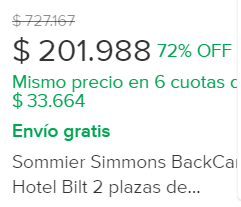 $ 727.167
$ 201.988 72% OFF
Mismo precio en 6 cuotas d
$ 33.664
Envío gratis
Sommier Simmons BackCar
Hotel Bilt 2 plazas de...